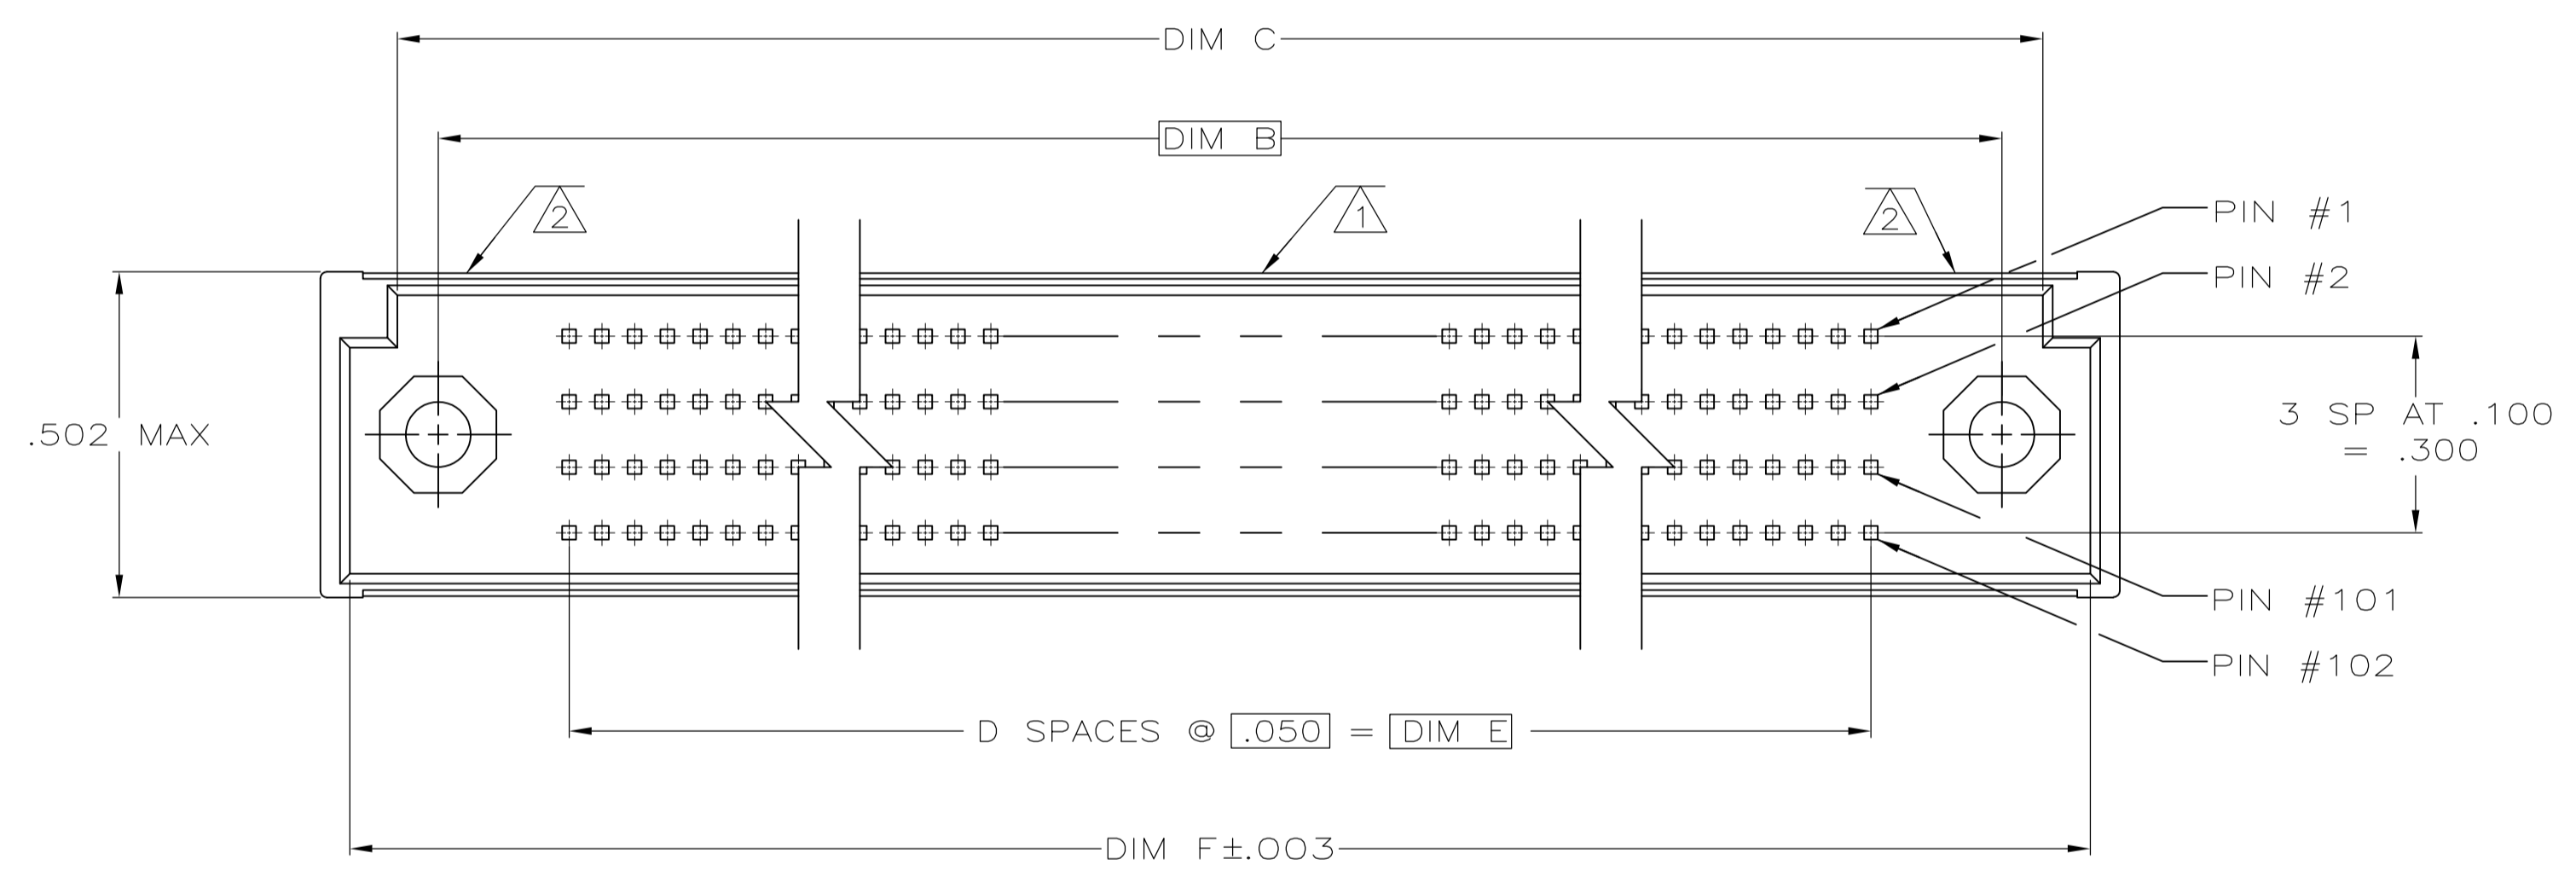 DIM C
DIM B
2
1
2
PIN #1
PIN #2
.502 MAX
3 SP AT .100
= .300
PIN #101
PIN #102
D SPACES @ .050 = DIM E
DIM F±.003